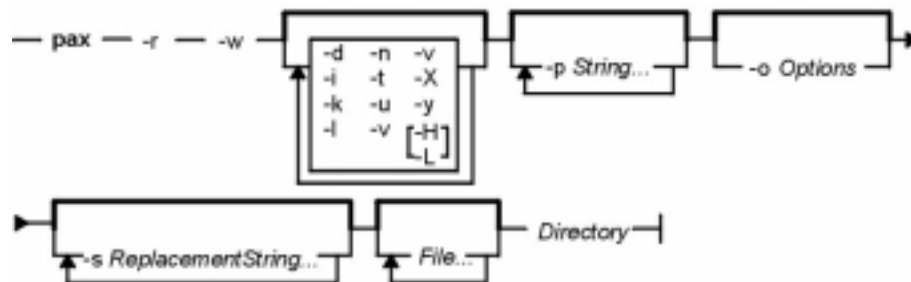 pax -r -w
-d -n -v
-i -t -X
-k -u -y
-l -v [-H
-L]
-p String...
-o Options
-s ReplacementString...
File...
Directory